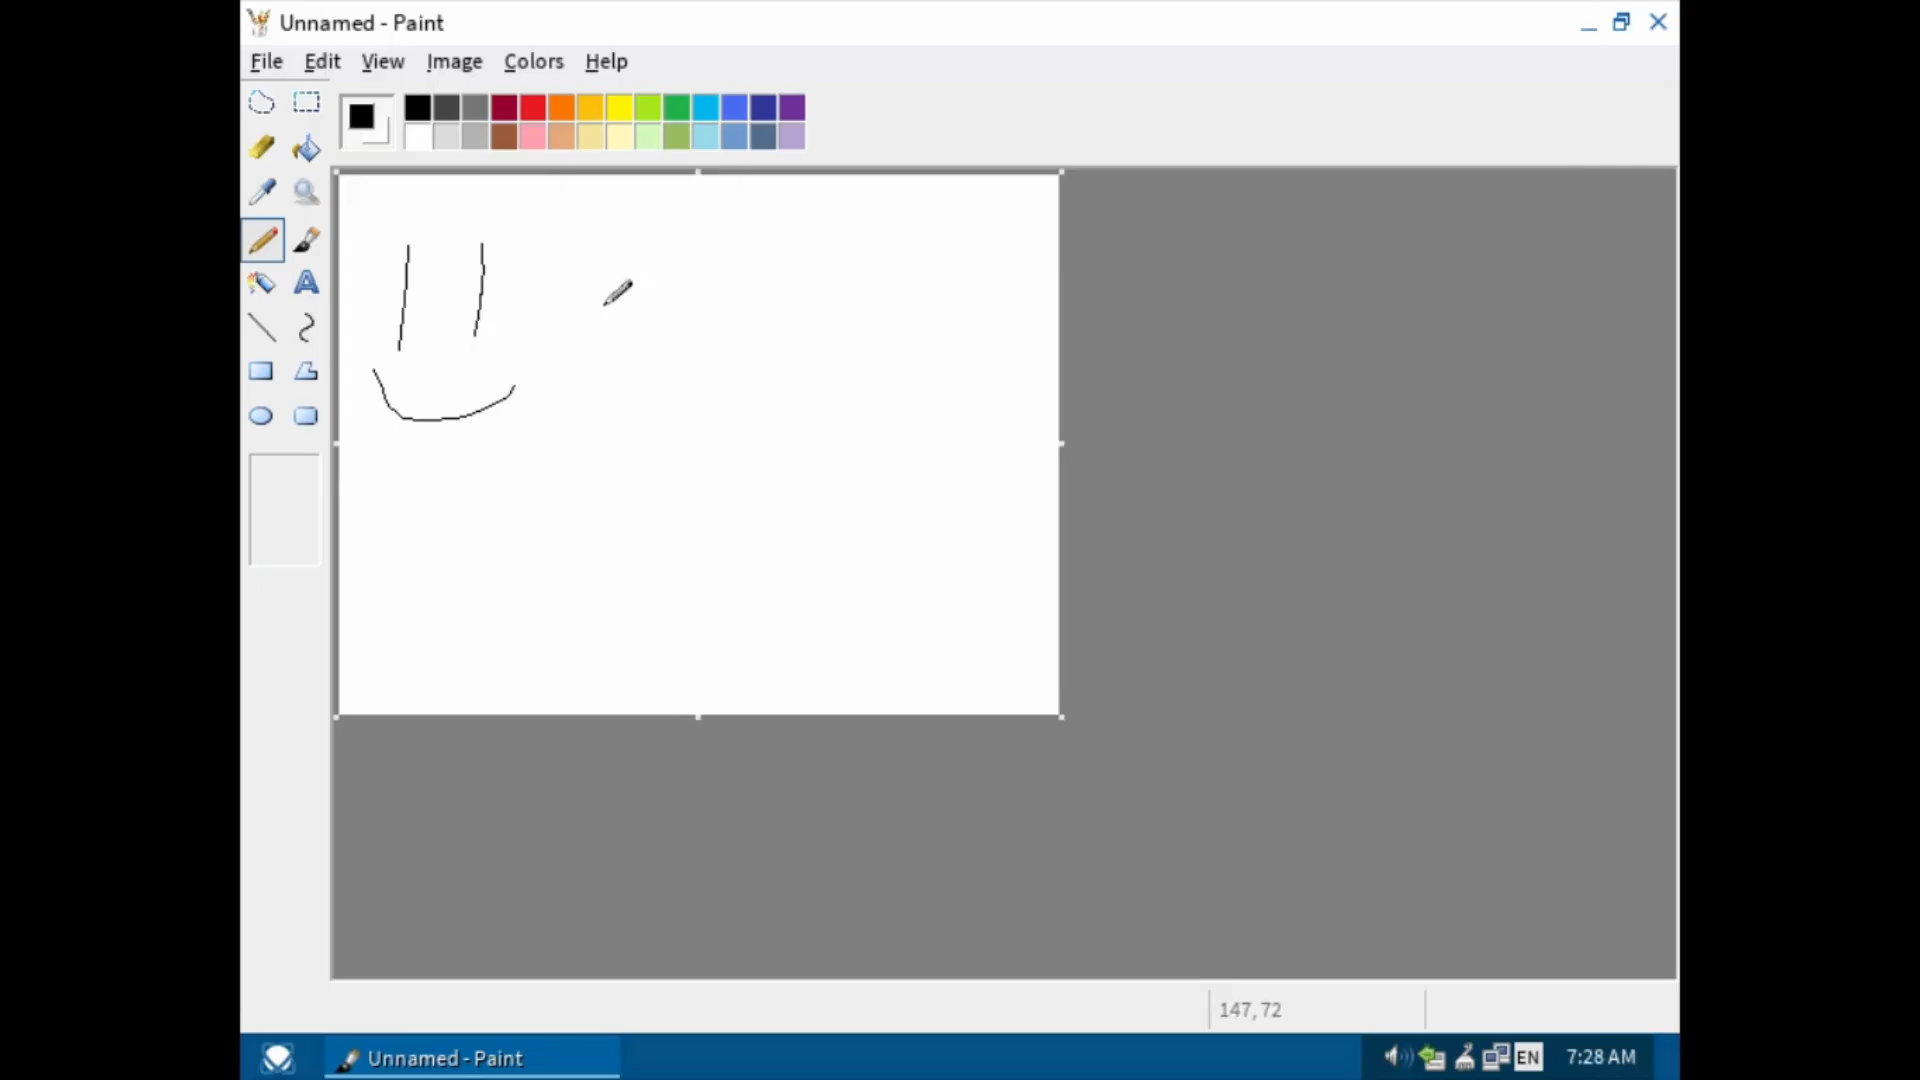 Unnamed - Paint
File Edit View Image Colors Help
A
147, 72
Unnamed - Paint
EN
7:28 AM